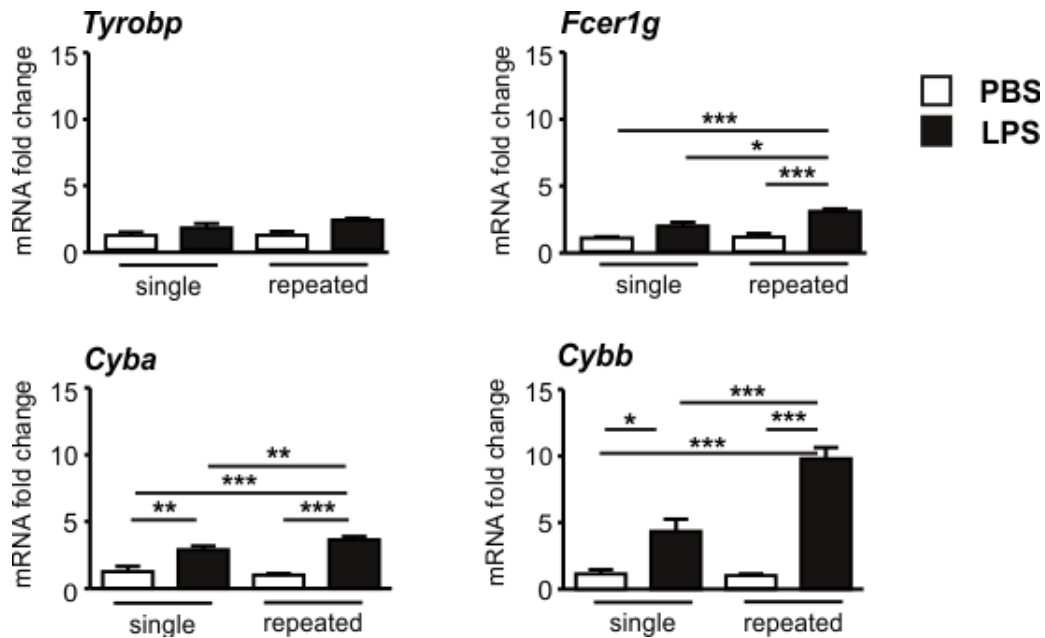 Tyrobp
mRNA fold change
15
10
5
0
single
repeated
Fcer1g
mRNA fold change
15
10
5
0
***
*
***
single
repeated
PBS
LPS
Cyba
mRNA fold change
15
10
5
0
**
***
**
***
single
repeated
Cybb
mRNA fold change
15
10
5
0
***
*
***
***
single
repeated